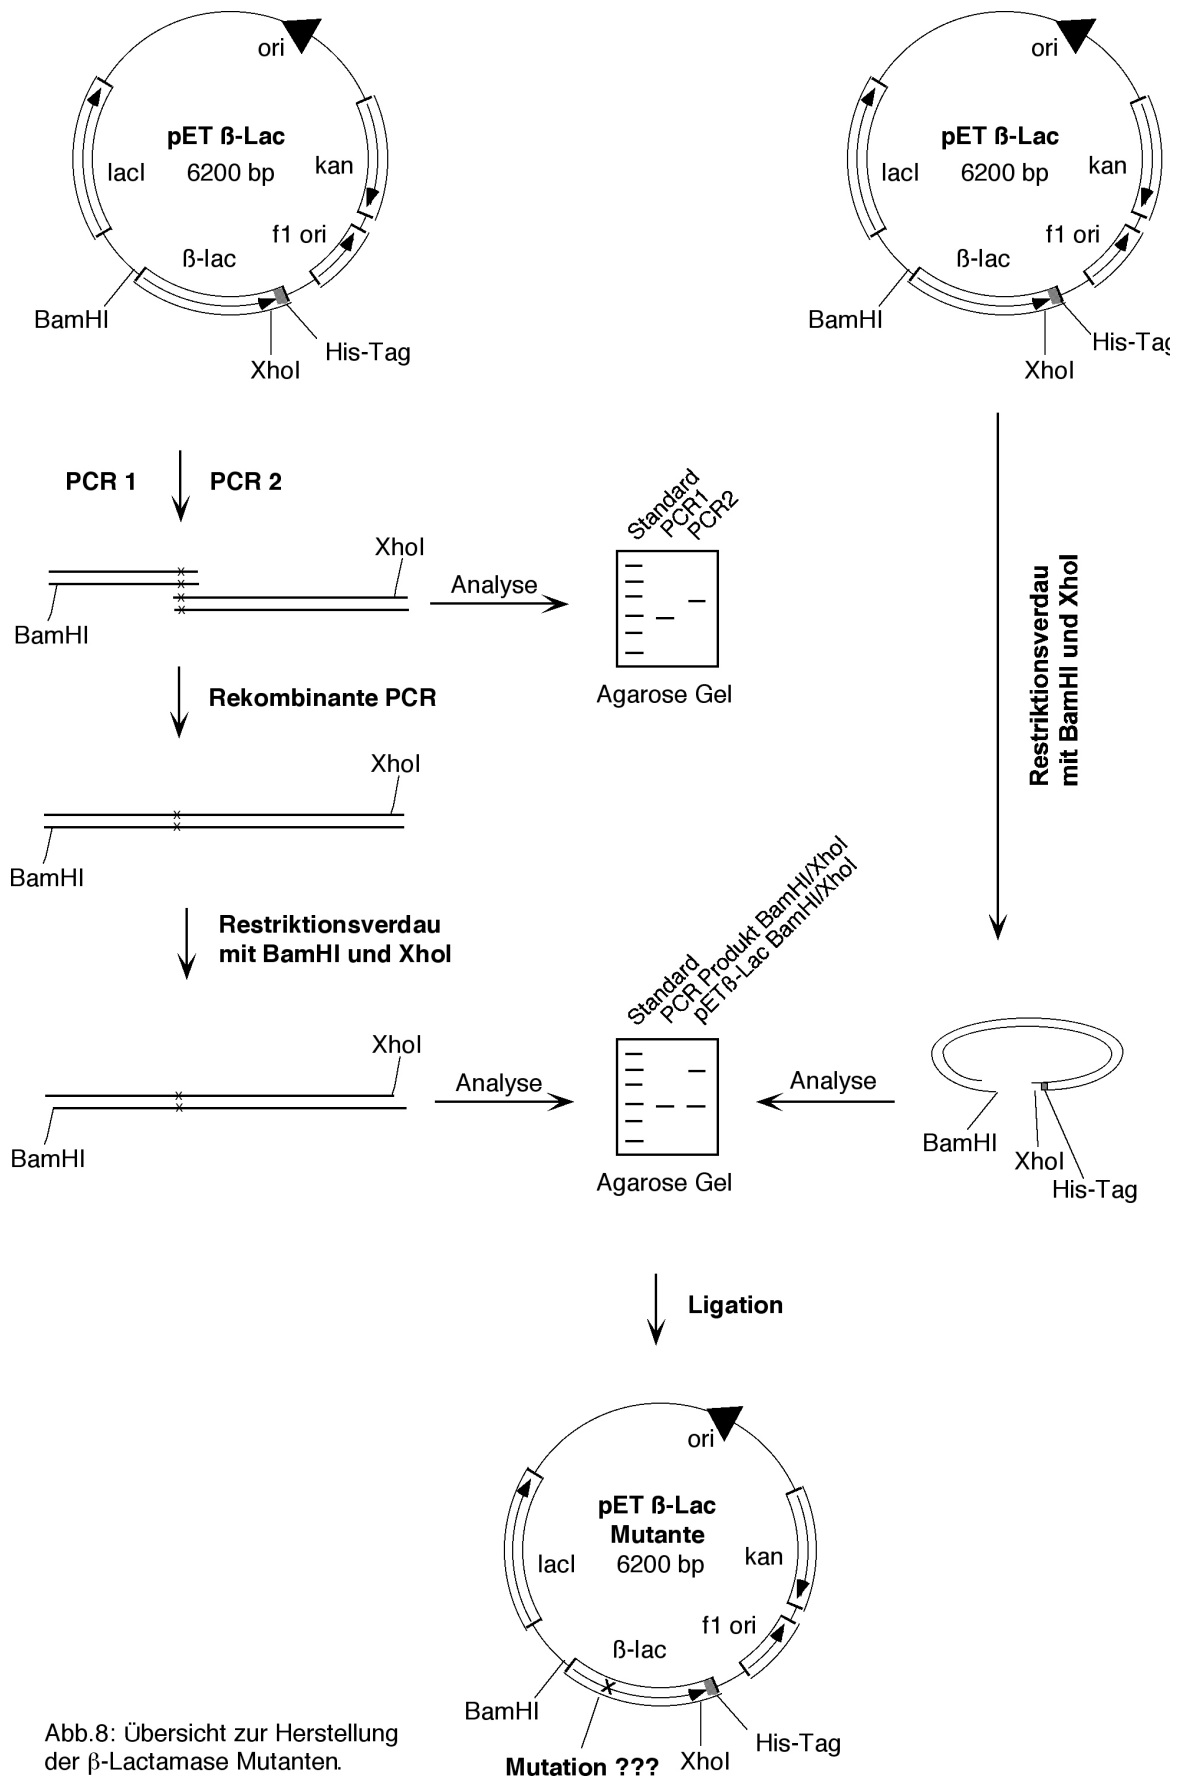 ori
pET ß-Lac
6200 bp
lacI
kan
f1 ori
ß-lac
BamHI
His-Tag
XhoI
ori
pET ß-Lac
6200 bp
lacI
kan
f1 ori
ß-lac
BamHI
His-Tag
XhoI
PCR 1
PCR 2
XhoI
BamHI
Analyse
Standard
PCR1
PCR2
Agarose Gel
Restriktionsverdau
mit BamHI und XhoI
Rekombinante PCR
XhoI
BamHI
Restriktionsverdau
mit BamHI und XhoI
XhoI
BamHI
Analyse
Standard
PCR Produkt BamHI/XhoI
pETß-Lac BamHI/XhoI
Agarose Gel
Analyse
BamHI
XhoI
His-Tag
Ligation
ori
pET ß-Lac
Mutante
6200 bp
lacI
kan
f1 ori
ß-lac
x
BamHI
His-Tag
XhoI
Mutation ???
Abb.8: Übersicht zur Herstellung
der β-Lactamase Mutanten.